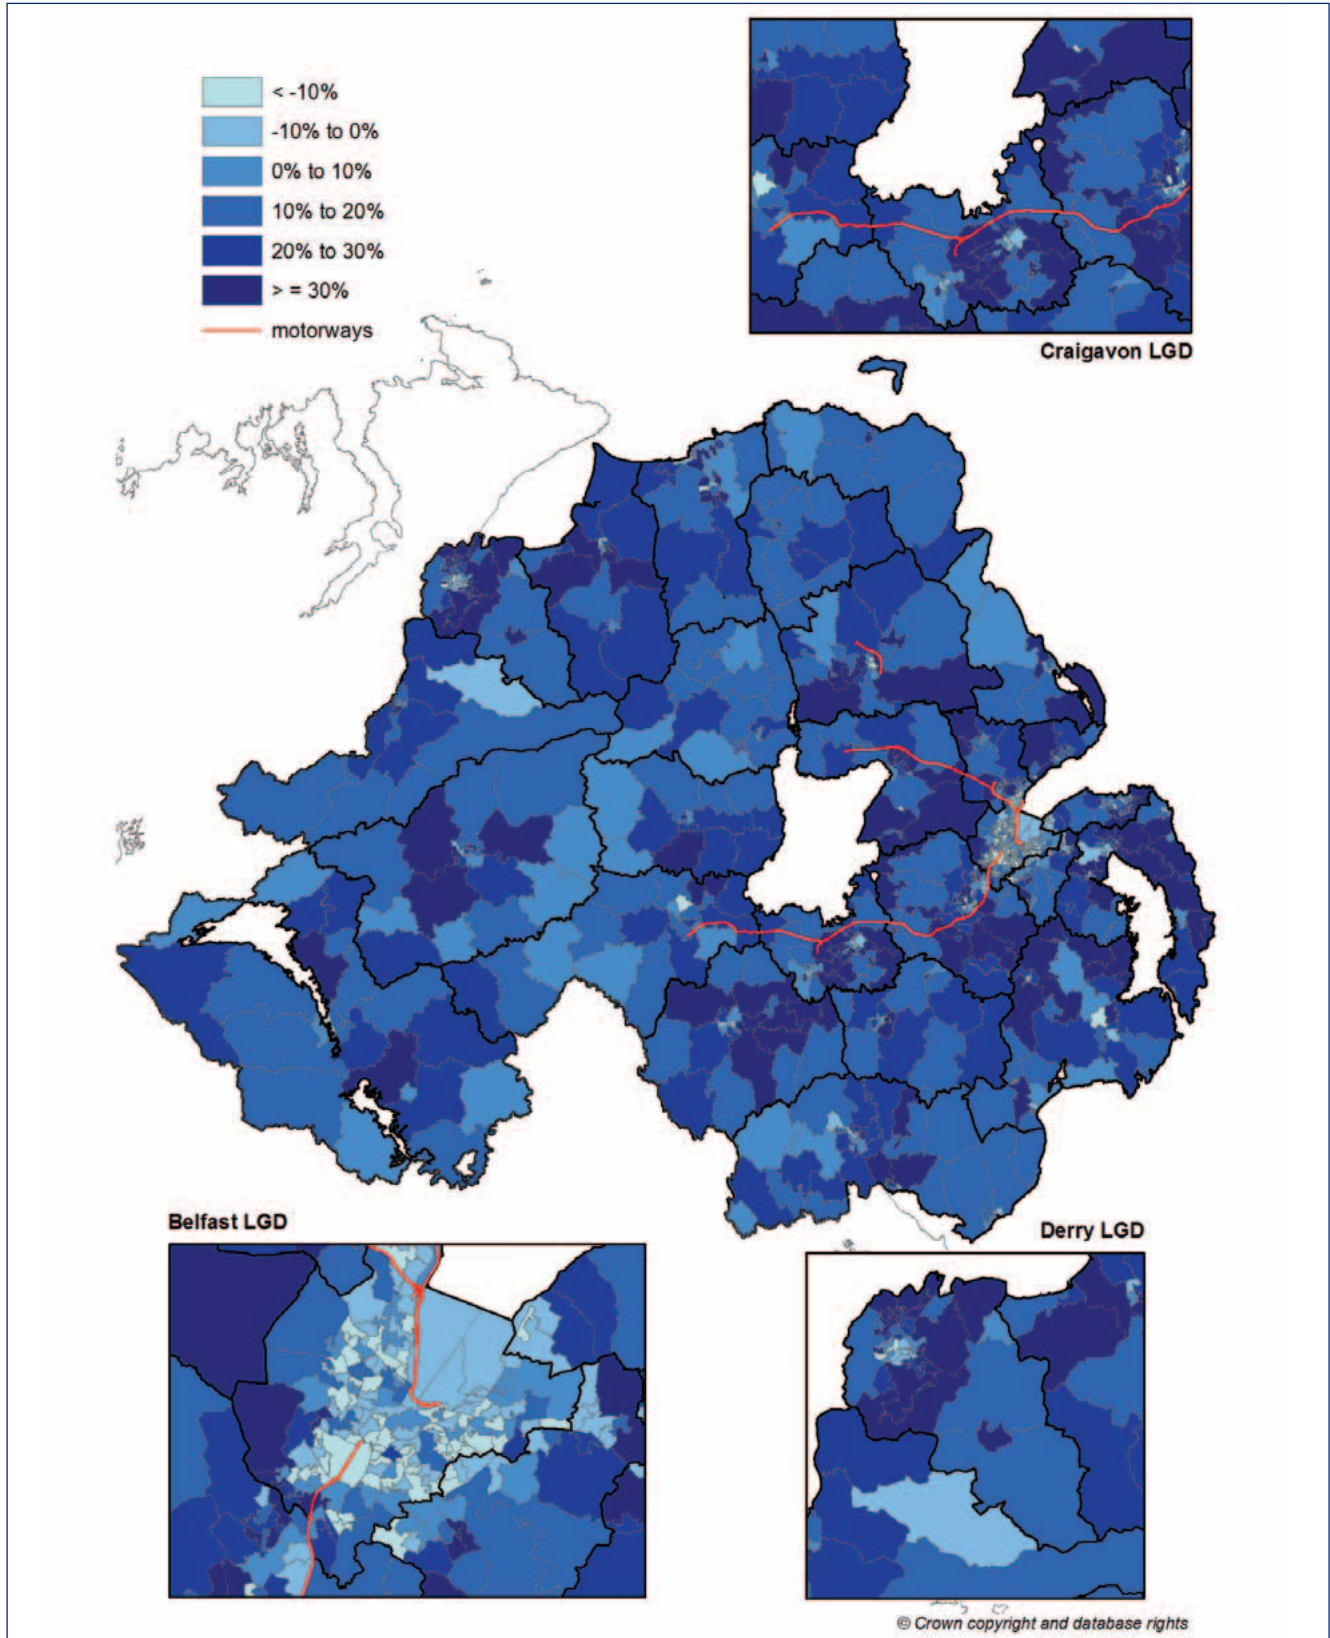 < -10%
-10% to 0%
0% to 10%
10% to 20%
20% to 30%
> = 30%
motorways
Craigavon LGD
Belfast LGD
Derry LGD
© Crown copyright and database rights